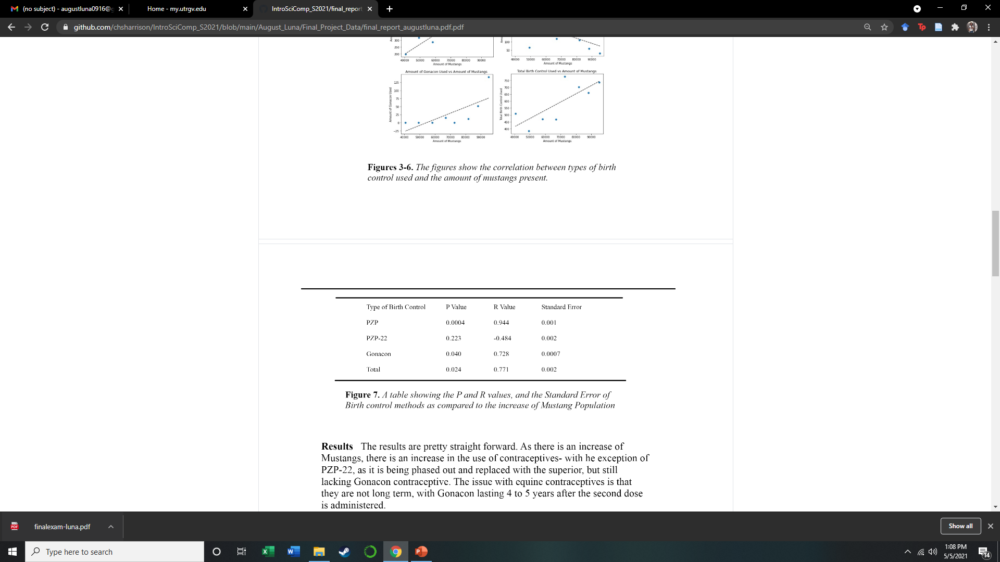 (no subject) - augustluna0916@g
Home - my.utrgv.edu
IntroSciComp_S2021/final_report
github.com/chsharrison/IntroSciComp_S2021/blob/main/August_Luna/Final_Project_Data/final_report_augustluna.pdf.pdf
300
250
200
40000 50000 60000 70000 80000 90000
Amount of Mustangs
100
50
40000 50000 60000 70000 80000 90000
Amount of Mustangs
Amount of Gonacon Used vs Amount of Mustangs
Amount of Gonacon Used
125
100
75
50
25
0
−25
40000 50000 60000 70000 80000 90000
Amount of Mustangs
Total Birth Control Used vs Amount of Mustangs
Total Birth Control Used
750
700
650
600
550
500
450
400
40000 50000 60000 70000 80000 90000
Amount of Mustangs
Figures 3-6. The figures show the correlation between types of birth
control used and the amount of mustangs present.
Type of Birth Control P Value R Value Standard Error
PZP 0.0004 0.944 0.001
PZP-22 0.223 -0.484 0.002
Gonacon 0.040 0.728 0.0007
Total 0.024 0.771 0.002
Figure 7. A table showing the P and R values, and the Standard Error of
Birth control methods as compared to the increase of Mustang Population
Results The results are pretty straight forward. As there is an increase of
Mustangs, there is an increase in the use of contraceptives- with he exception of
PZP-22, as it is being phased out and replaced with the superior, but still
lacking Gonacon contraceptive. The issue with equine contraceptives is that
they are not long term, with Gonacon lasting 4 to 5 years after the second dose
is administered.
PDF
finalexam-luna.pdf
Show all
Type here to search
1:08 PM
5/5/2021
14